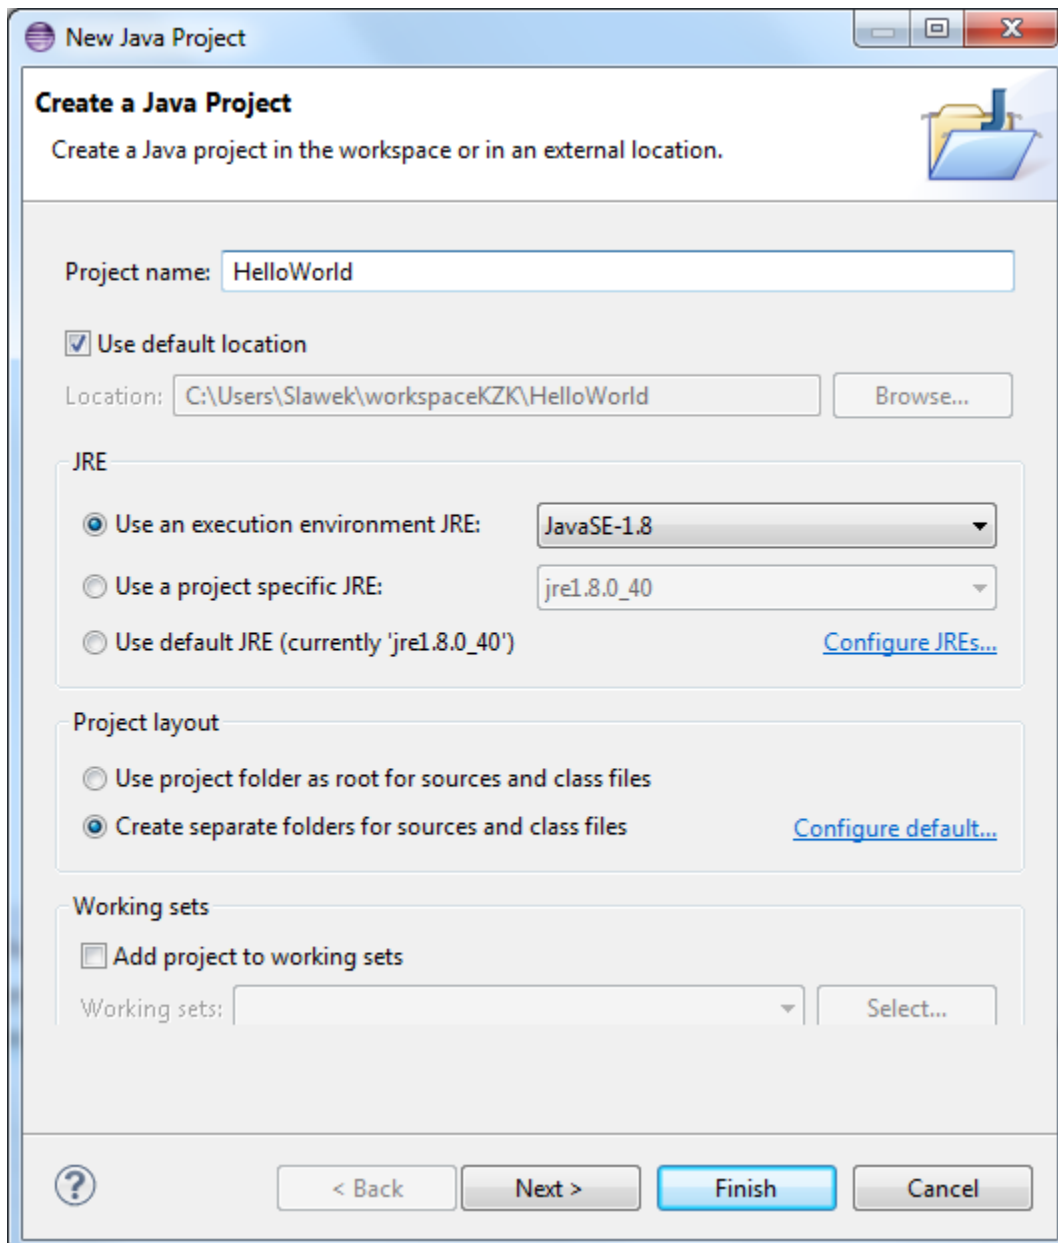 New Java Project
Create a Java Project
Create a Java project in the workspace or in an external location.
Project name: HelloWorld
Use default location
Location: C:\Users\Slawek\workspaceKZK\HelloWorld Browse...
JRE
Use an execution environment JRE: JavaSE-1.8
Use a project specific JRE: jre1.8.0_40
Use default JRE (currently 'jre1.8.0_40') Configure JREs...
Project layout
Use project folder as root for sources and class files
Create separate folders for sources and class files Configure default...
Working sets
Add project to working sets
Working sets: Select...
? < Back Next > Finish Cancel